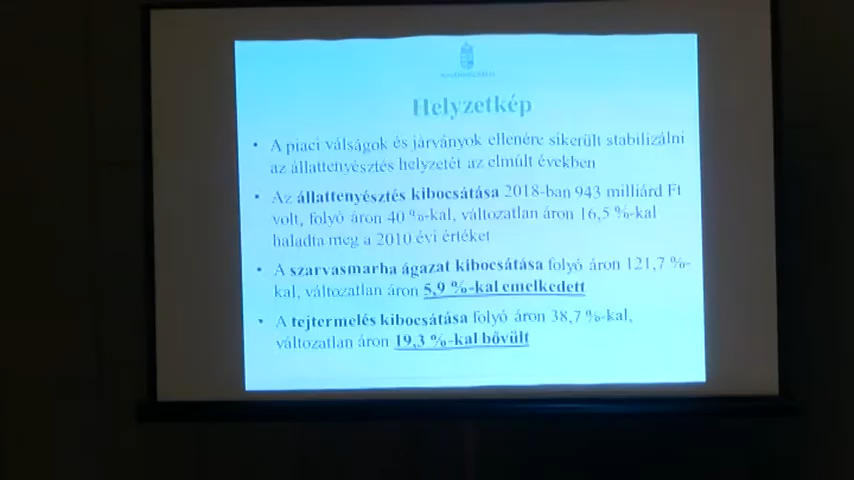 Helyzetkép
• A piaci válságok és járványok ellenére sikerült stabilizálni
az állattenyésztés helyzetét az elmúlt években
• Az állattenyésztés kibocsátása 2018-ban 943 milliárd Ft
volt, folyó áron 40 %-kal, változatlan áron 16,5 %-kal
haladta meg a 2010 évi értéket
• A szarvasmarha ágazat kibocsátása folyó áron 121,7 %-
kal, változatlan áron 5,9 %-kal emelkedett
• A tejtermelés kibocsátása folyó áron 38,7 %-kal,
változatlan áron 19,3 %-kal bővült